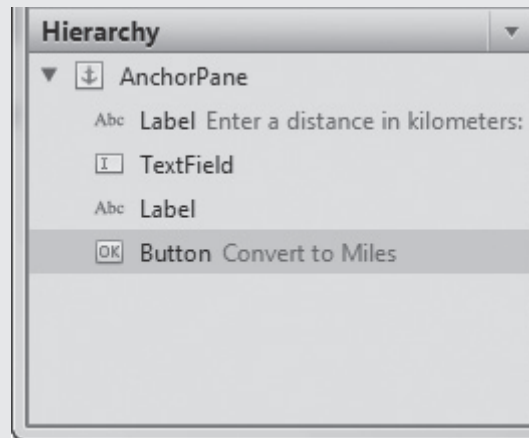 Hierarchy
AnchorPane
Abc Label Enter a distance in kilometers:
I TextField
Abc Label
OK Button Convert to Miles